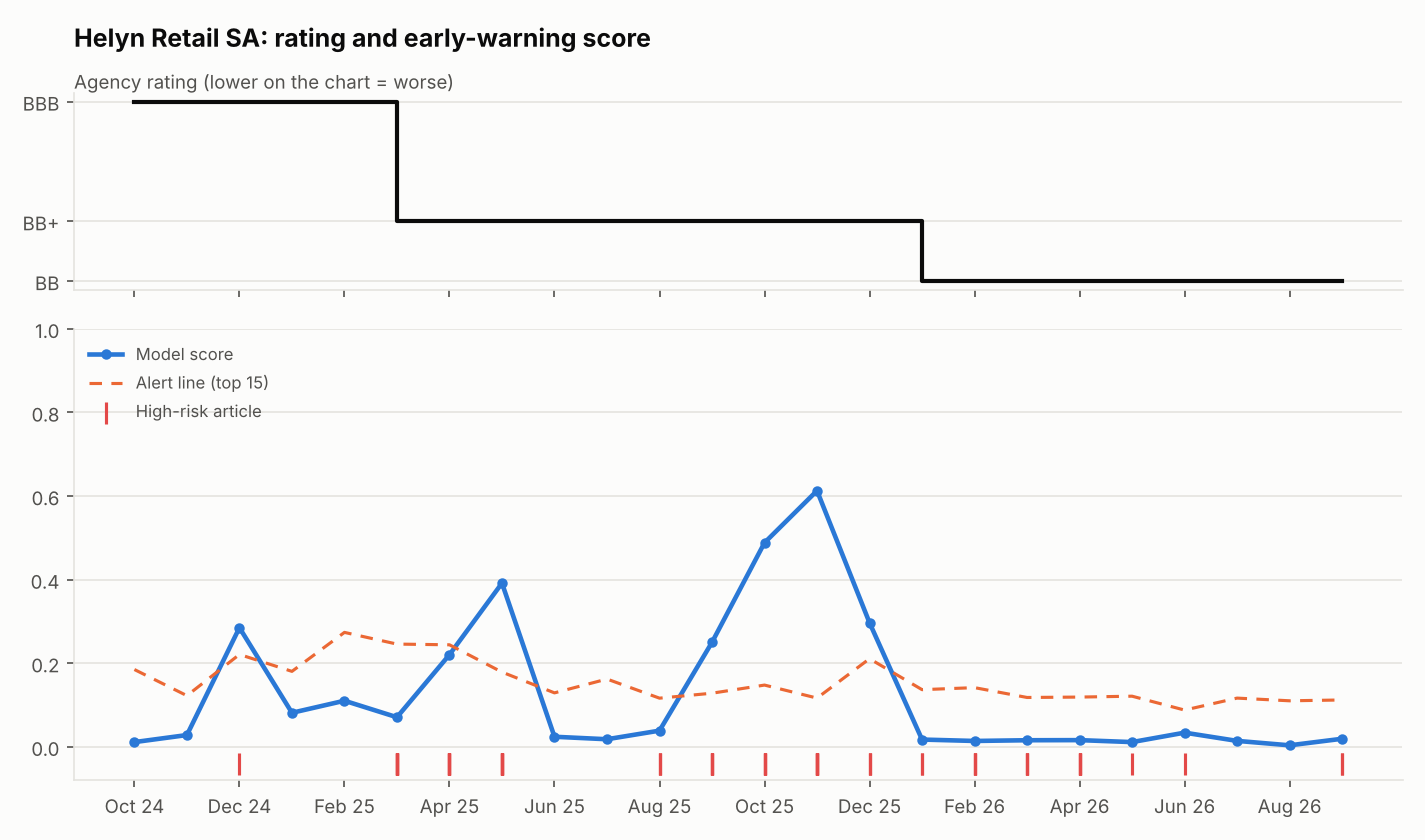 Helyn Retail SA: rating and early-warning score
Agency rating (lower on the chart = worse)
BBB
BB+
BB
1.0
0.8
0.6
0.4
0.2
0.0
Model score
Alert line (top 15)
High-risk article
Oct 24 Dec 24 Feb 25 Apr 25 Jun 25 Aug 25 Oct 25 Dec 25 Feb 26 Apr 26 Jun 26 Aug 26